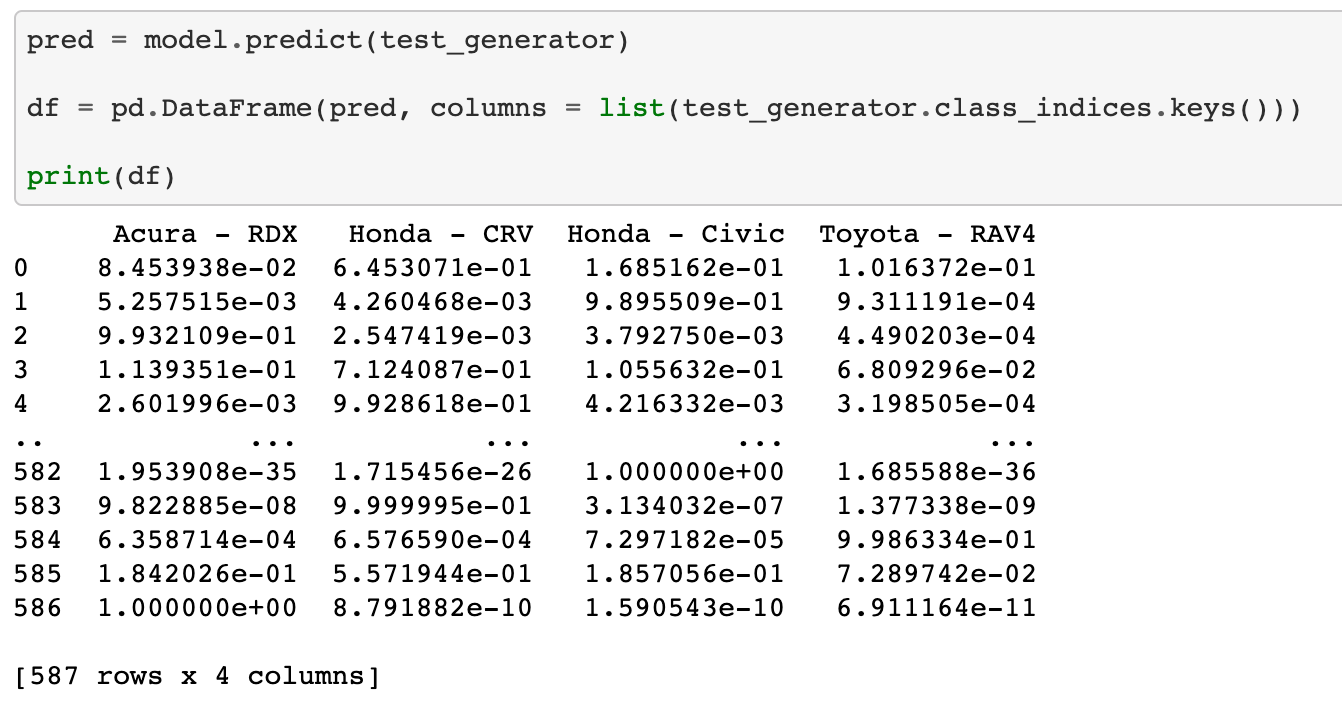 pred = model.predict(test_generator)
df = pd.DataFrame(pred, columns = list(test_generator.class_indices.keys()))
print(df)
Acura - RDX Honda - CRV Honda - Civic Toyota - RAV4
0 8.453938e-02 6.453071e-01 1.685162e-01 1.016372e-01
1 5.257515e-03 4.260468e-03 9.895509e-01 9.311191e-04
2 9.932109e-01 2.547419e-03 3.792750e-03 4.490203e-04
3 1.139351e-01 7.124087e-01 1.055632e-01 6.809296e-02
4 2.601996e-03 9.928618e-01 4.216332e-03 3.198505e-04
.. ... ... ... ...
582 1.953908e-35 1.715456e-26 1.000000e+00 1.685588e-36
583 9.822885e-08 9.999995e-01 3.134032e-07 1.377338e-09
584 6.358714e-04 6.576590e-04 7.297182e-05 9.986334e-01
585 1.842026e-01 5.571944e-01 1.857056e-01 7.289742e-02
586 1.000000e+00 8.791882e-10 1.590543e-10 6.911164e-11
[587 rows x 4 columns]